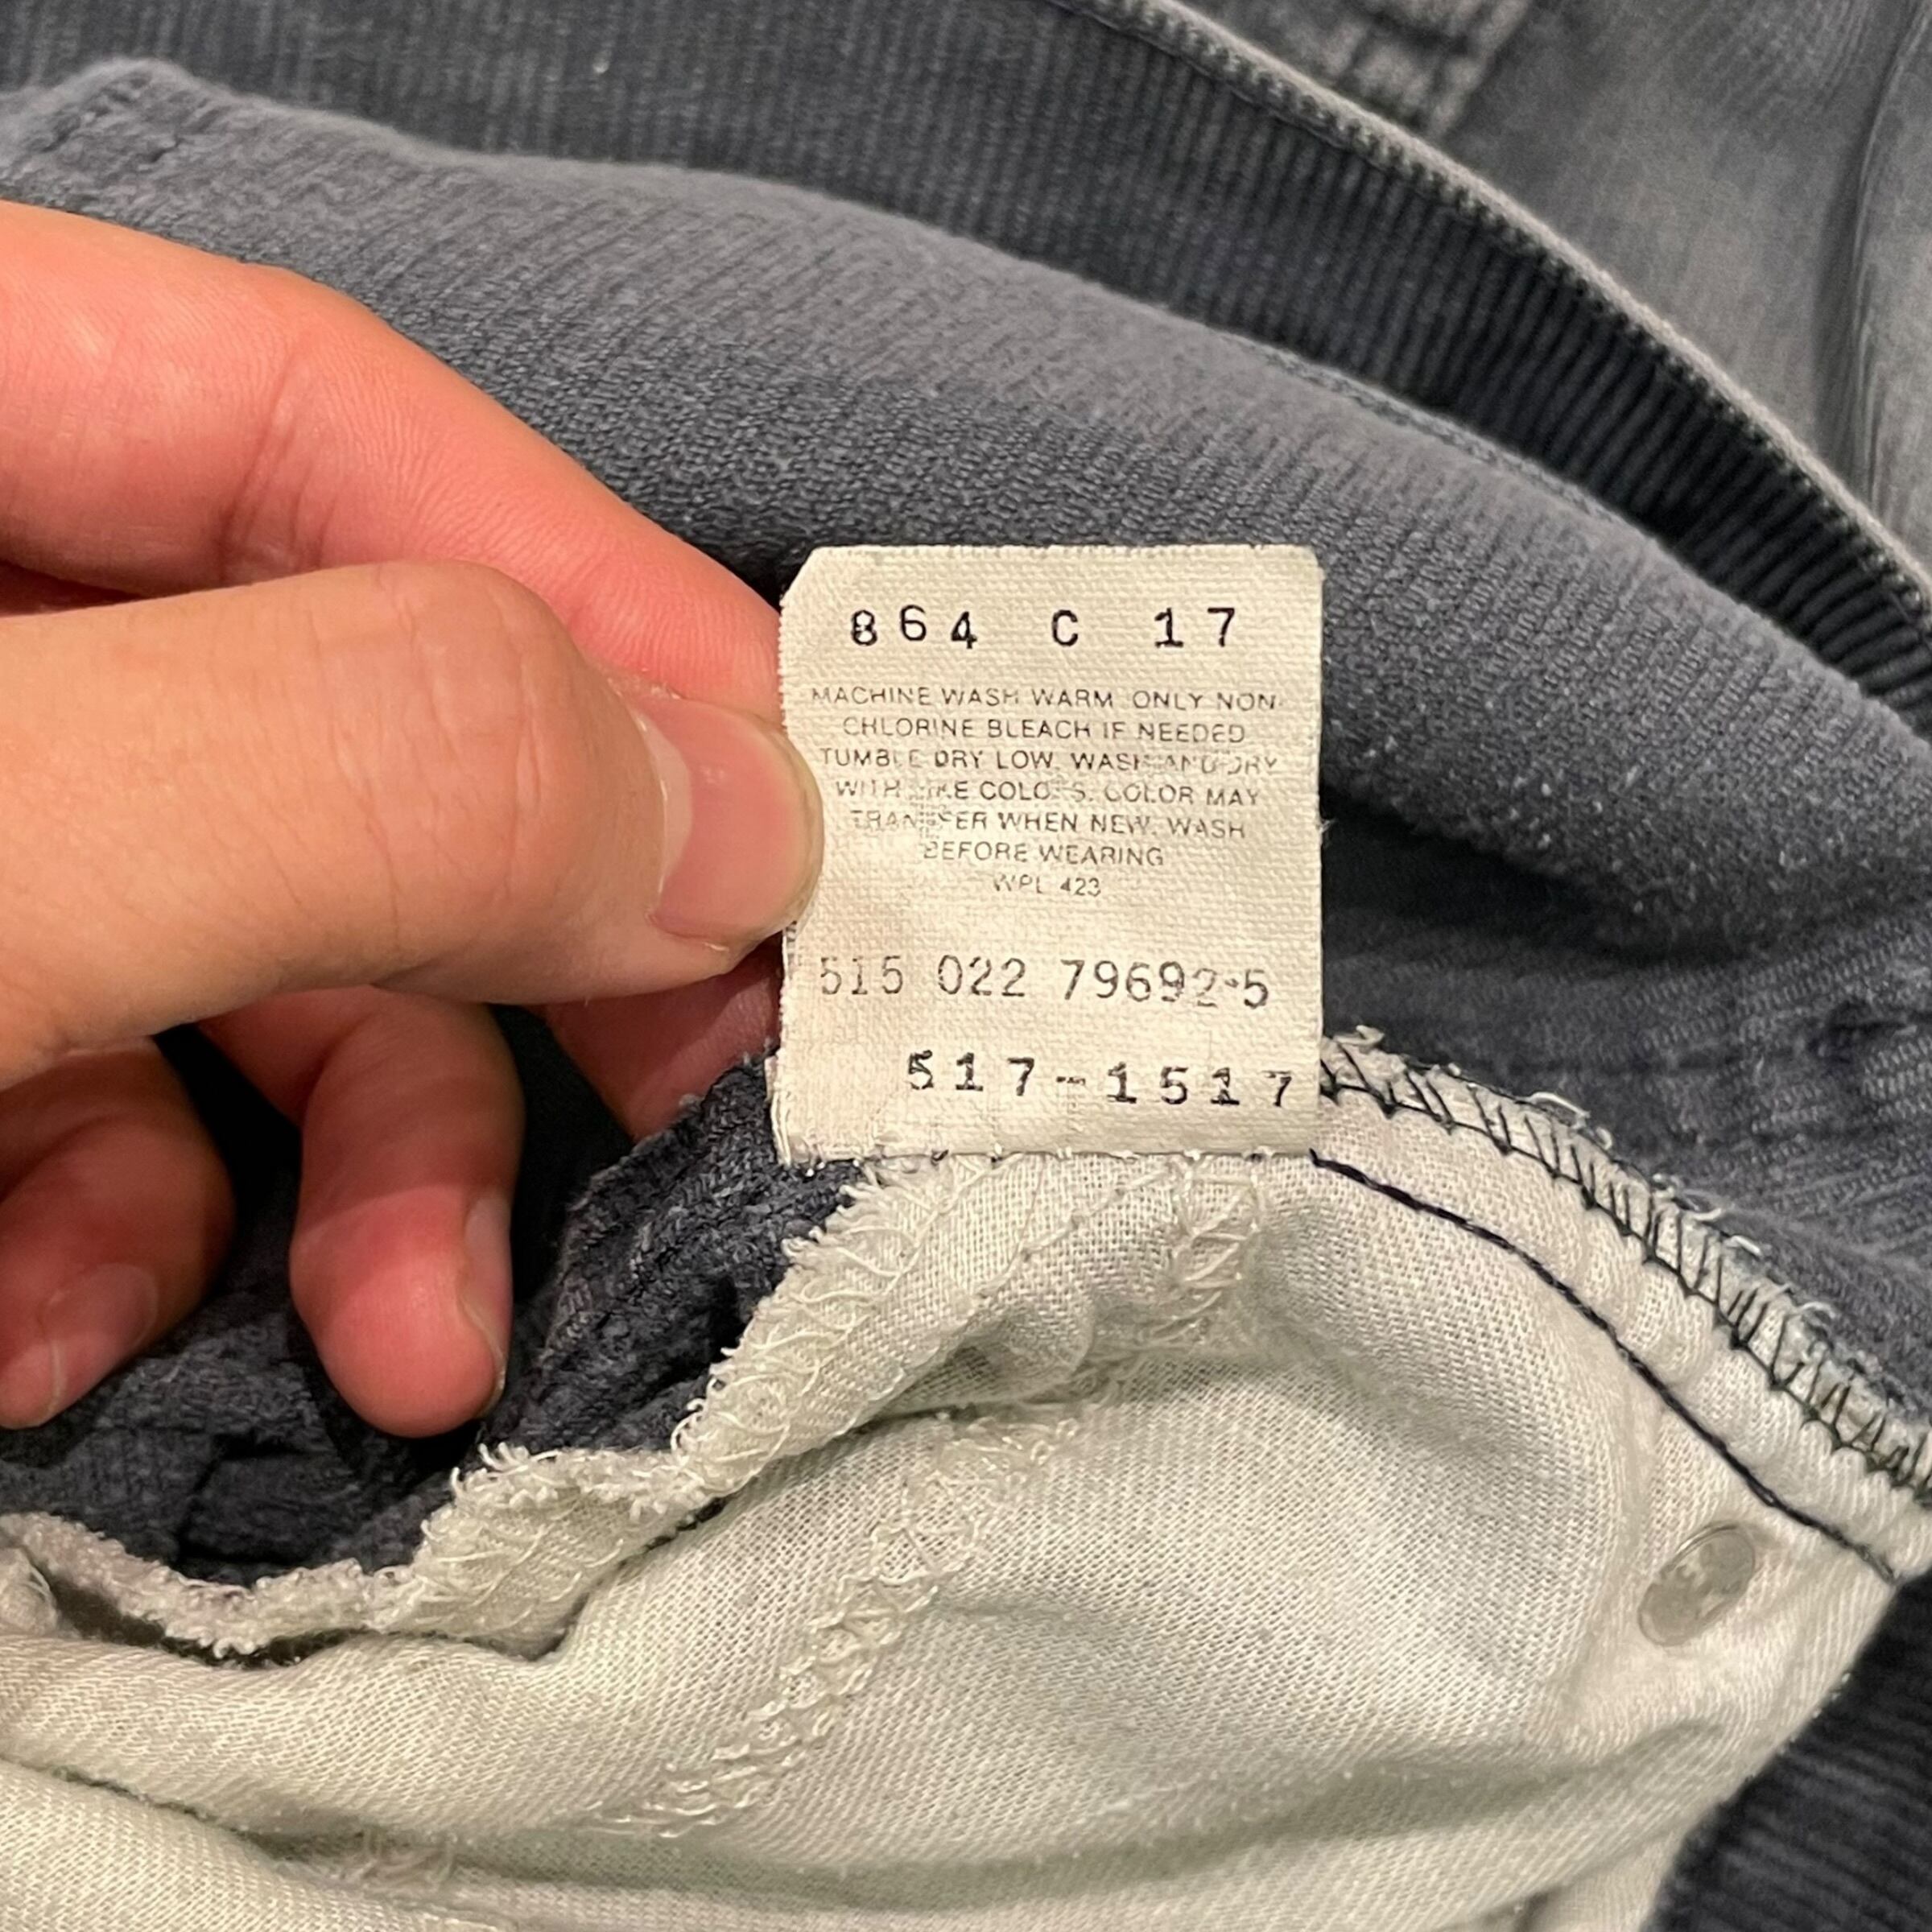 864 C 17
MACHINE WASH WARM. ONLY NON-
CHLORINE BLEACH IF NEEDED
TUMBLE DRY LOW. WASH AND DRY
WITH LIKE COLORS. COLOR MAY
TRANSFER WHEN NEW. WASH
BEFORE WEARING
WPL 423
515 022 79692-5
517-1517